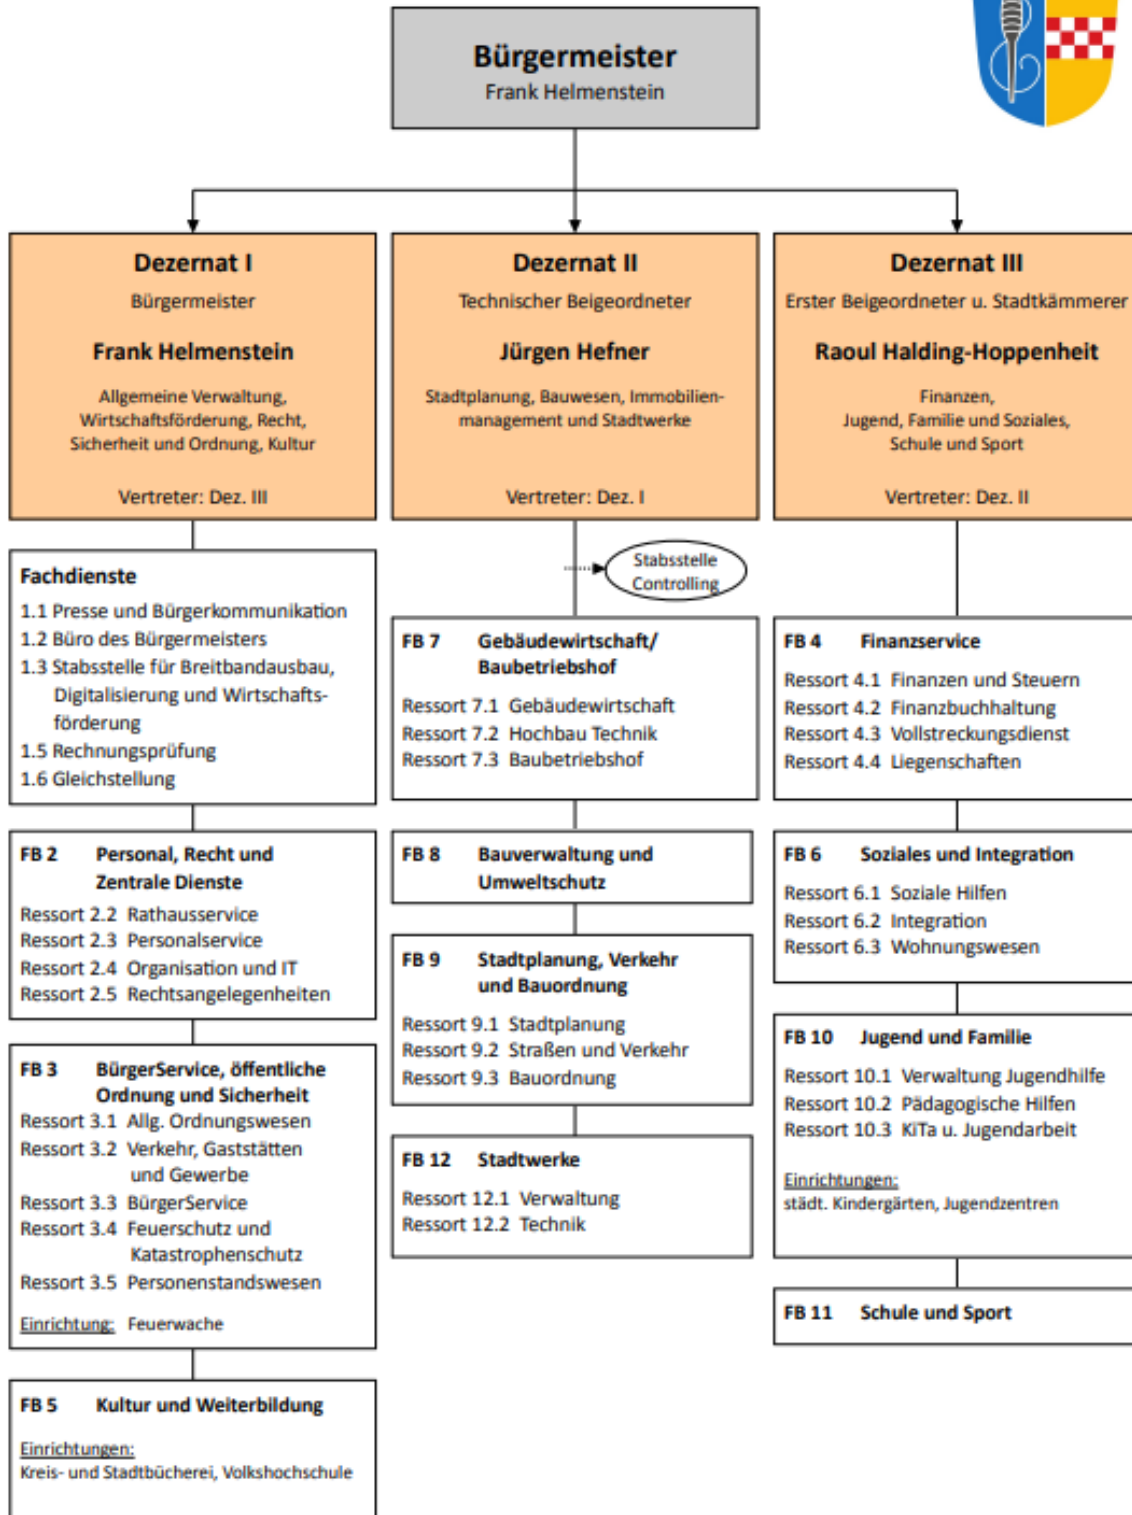 Bürgermeister
Frank Helmenstein
Dezernat I
Bürgermeister
Frank Helmenstein
Allgemeine Verwaltung,
Wirtschaftsförderung, Recht,
Sicherheit und Ordnung, Kultur
Vertreter: Dez. III
Fachdienste
1.1 Presse und Bürgerkommunikation
1.2 Büro des Bürgermeisters
1.3 Stabsstelle für Breitbandausbau,
Digitalisierung und Wirtschafts-
förderung
1.5 Rechnungsprüfung
1.6 Gleichstellung
FB 2 Personal, Recht und
Zentrale Dienste
Ressort 2.2 Rathausservice
Ressort 2.3 Personalservice
Ressort 2.4 Organisation und IT
Ressort 2.5 Rechtsangelegenheiten
FB 3 BürgerService, öffentliche
Ordnung und Sicherheit
Ressort 3.1 Allg. Ordnungswesen
Ressort 3.2 Verkehr, Gaststätten
und Gewerbe
Ressort 3.3 BürgerService
Ressort 3.4 Feuerschutz und
Katastrophenschutz
Ressort 3.5 Personenstandswesen
Einrichtung: Feuerwache
FB 5 Kultur und Weiterbildung
Einrichtungen:
Kreis- und Stadtbücherei, Volkshochschule
Dezernat II
Technischer Beigeordneter
Jürgen Hefner
Stadtplanung, Bauwesen, Immobilien-
management und Stadtwerke
Vertreter: Dez. I
Stabsstelle
Controlling
FB 7 Gebäudewirtschaft/
Baubetriebshof
Ressort 7.1 Gebäudewirtschaft
Ressort 7.2 Hochbau Technik
Ressort 7.3 Baubetriebshof
FB 8 Bauverwaltung und
Umweltschutz
FB 9 Stadtplanung, Verkehr
und Bauordnung
Ressort 9.1 Stadtplanung
Ressort 9.2 Straßen und Verkehr
Ressort 9.3 Bauordnung
FB 12 Stadtwerke
Ressort 12.1 Verwaltung
Ressort 12.2 Technik
Dezernat III
Erster Beigeordneter u. Stadtkämmerer
Raoul Halding-Hoppenheit
Finanzen,
Jugend, Familie und Soziales,
Schule und Sport
Vertreter: Dez. II
FB 4 Finanzservice
Ressort 4.1 Finanzen und Steuern
Ressort 4.2 Finanzbuchhaltung
Ressort 4.3 Vollstreckungsdienst
Ressort 4.4 Liegenschaften
FB 6 Soziales und Integration
Ressort 6.1 Soziale Hilfen
Ressort 6.2 Integration
Ressort 6.3 Wohnungswesen
FB 10 Jugend und Familie
Ressort 10.1 Verwaltung Jugendhilfe
Ressort 10.2 Pädagogische Hilfen
Ressort 10.3 KiTa u. Jugendarbeit
Einrichtungen:
städt. Kindergärten, Jugendzentren
FB 11 Schule und Sport